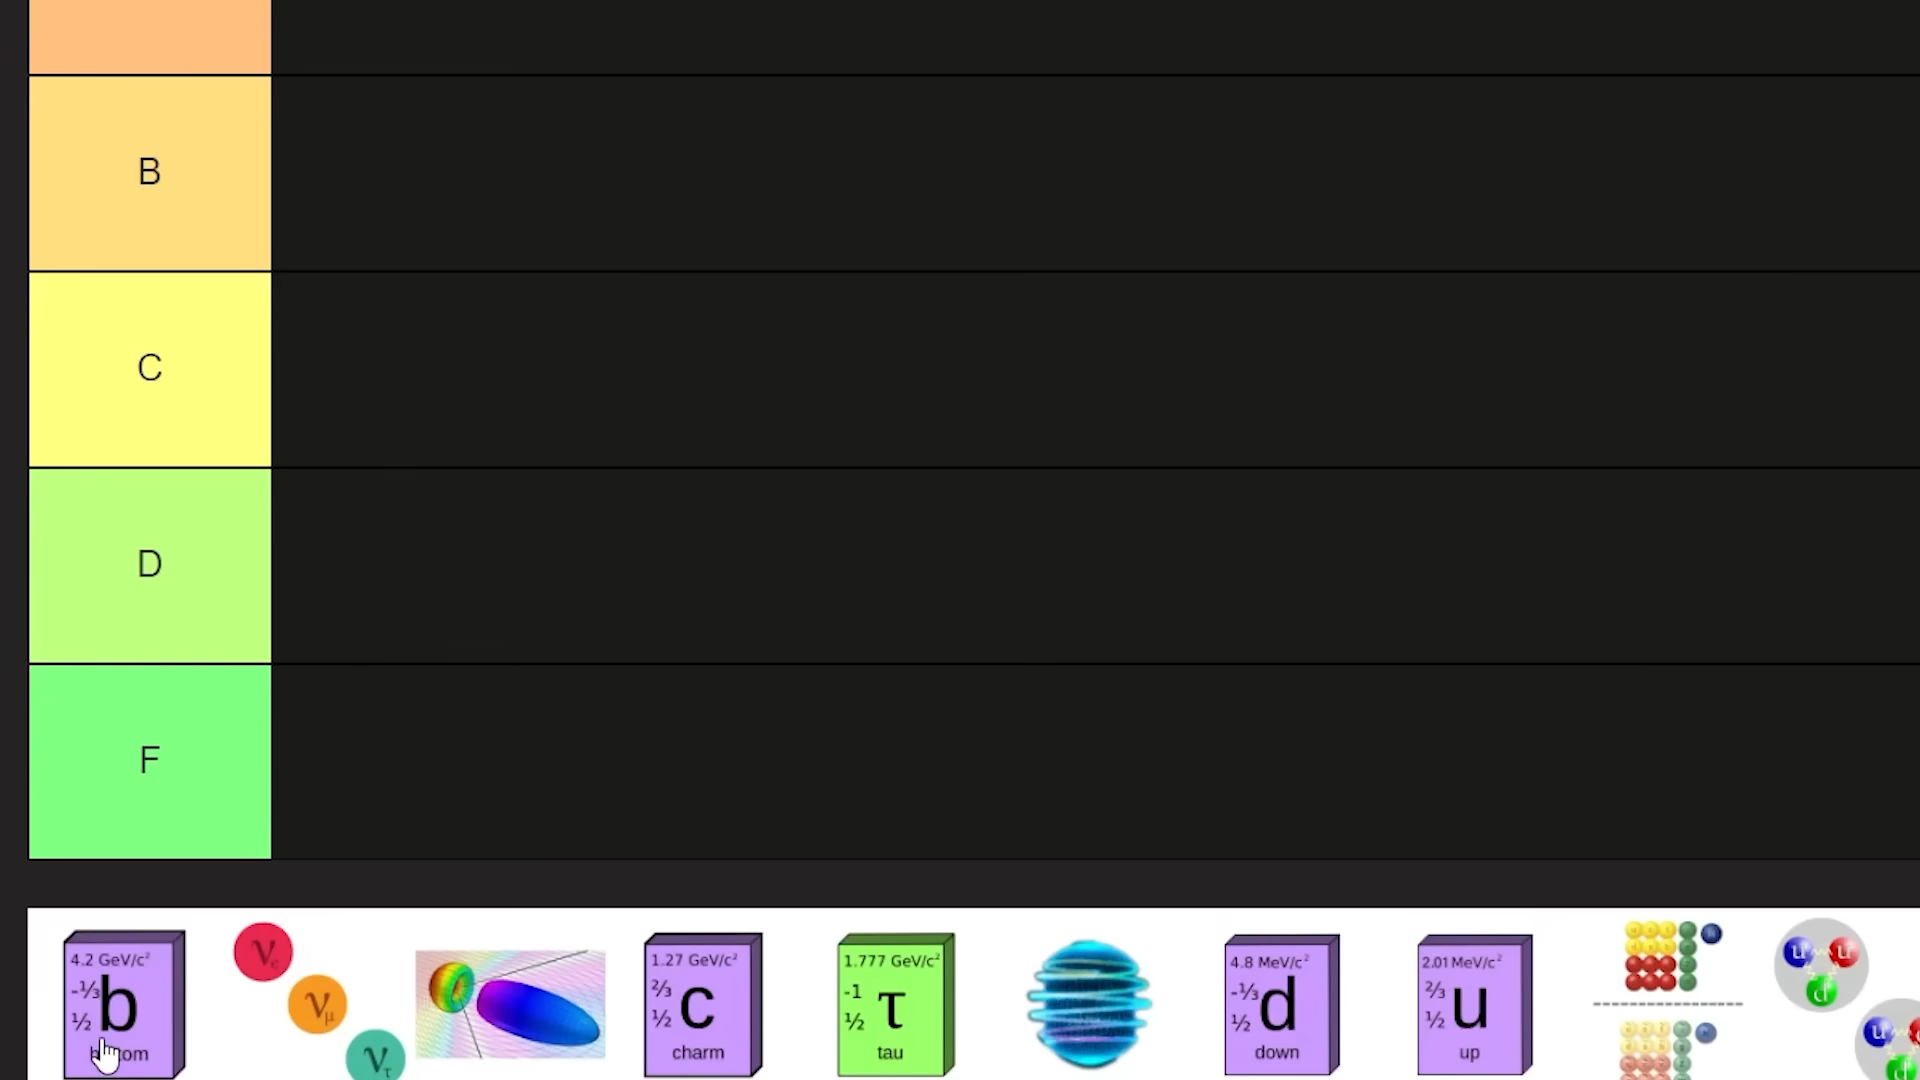 B
C
D
F
4.2 GeV/c²
-⅓
½
b
ν
ν_μ
ν_τ
1.27 GeV/c²
⅔
½
c
charm
1.777 GeV/c²
-1
½
τ
tau
4.8 MeV/c²
-⅓
½
d
down
2.01 MeV/c²
⅔
½
u
up
u
u
d
u
d